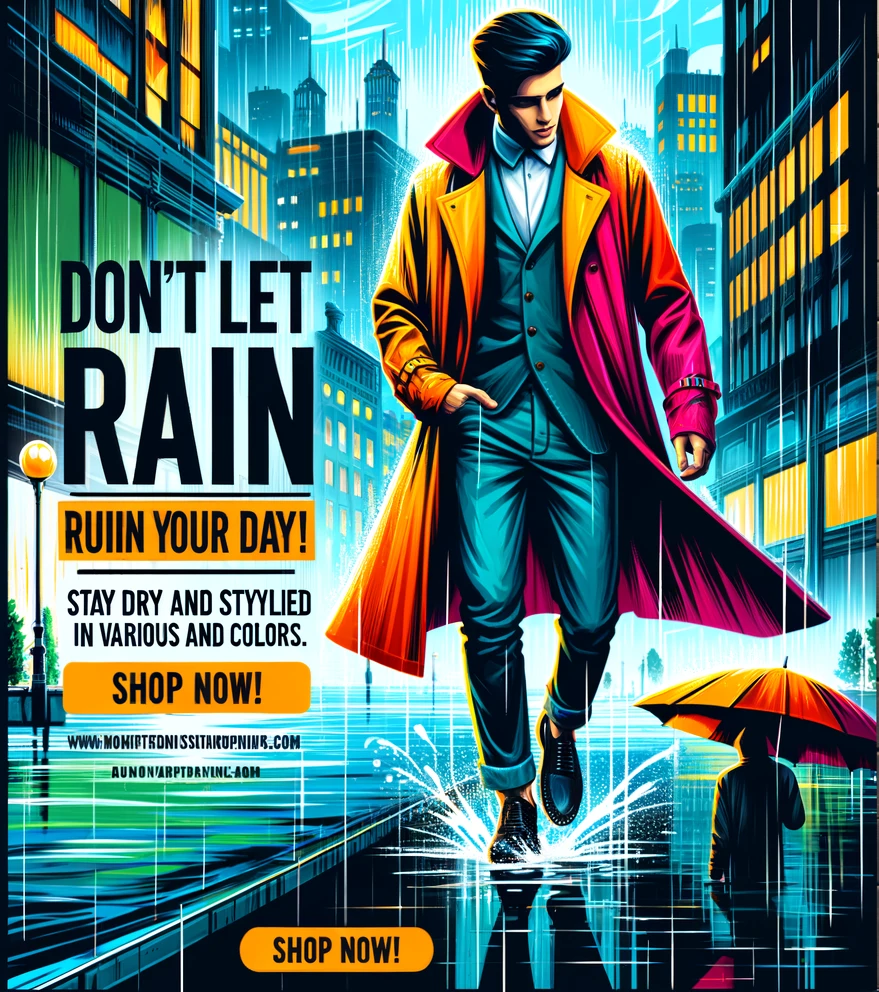 DON'T LET
RAIN
RUIIN YOUR DAY!
STAY DRY AND STYYLIED
IN VARIOUS AND COLORS.
SHOP NOW!
SHOP NOW!